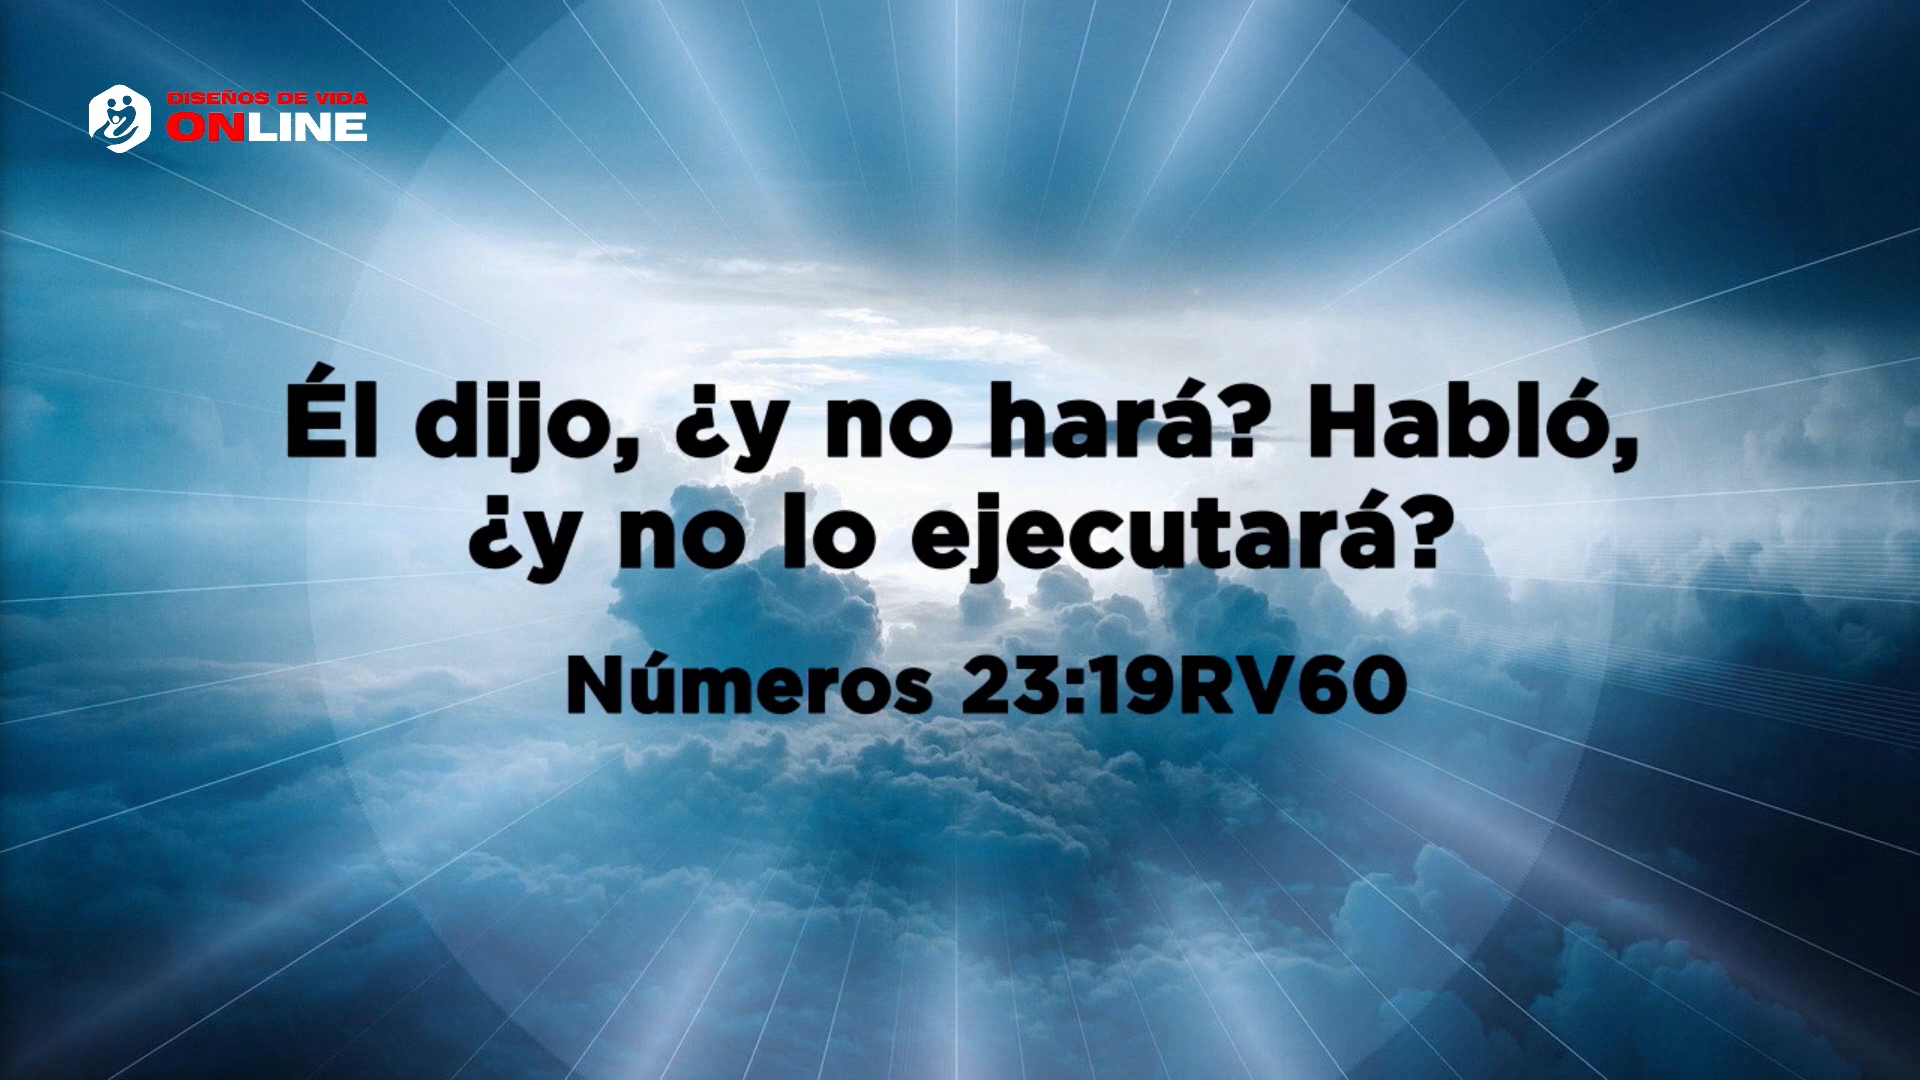 DISEÑOS DE VIDA
ONLINE
Él dijo, ¿y no hará? Habló,
¿y no lo ejecutará?
Números 23:19RV60